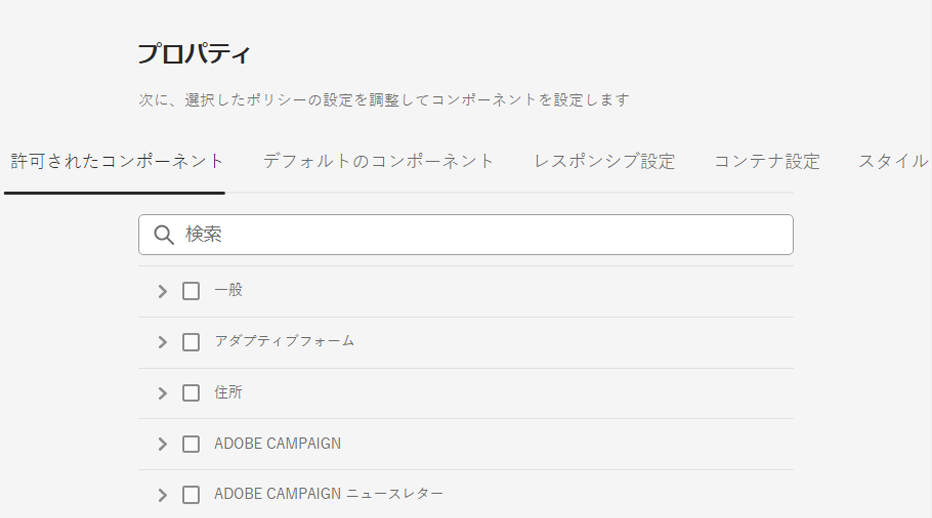 プロパティ
次に、選択したポリシーの設定を調整してコンポーネントを設定します
許可されたコンポーネント デフォルトのコンポーネント レスポンシブ設定 コンテナ設定 スタイル
検索
一般
アダプティブフォーム
住所
ADOBE CAMPAIGN
ADOBE CAMPAIGN ニュースレター